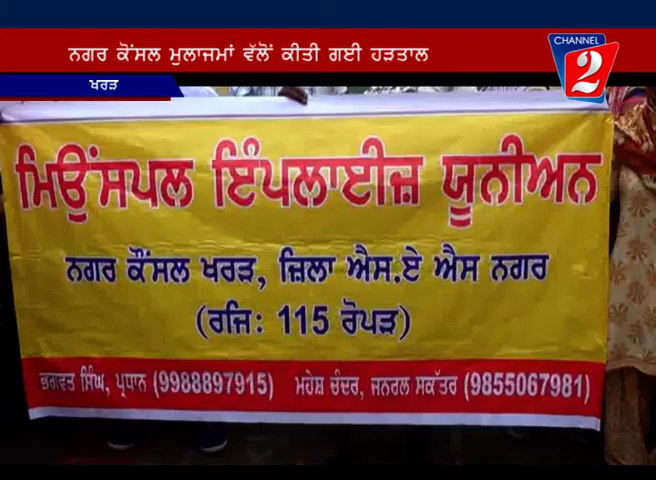 CHANNEL
2
ਨਗਰ ਕੋਂਸਲ ਮੁਲਾਜਮਾਂ ਵੱਲੋਂ ਕੀਤੀ ਗਈ ਹੜਤਾਲ
ਖਰੜ
ਮਿਉਂਸਪਲ ਇੰਪਲਾਈਜ਼ ਯੂਨੀਅਨ
ਨਗਰ ਕੌਂਸਲ ਖਰੜ, ਜ਼ਿਲਾ ਐਸ.ਏ ਐਸ ਨਗਰ
(ਰਜਿ: 115 ਰੋਪੜ)
ਭਗਵਤ ਸਿੰਘ, ਪ੍ਰਧਾਨ (9988897915) ਮਹੇਸ਼ ਚੰਦਰ, ਜਨਰਲ ਸਕੱਤਰ (9855067981)